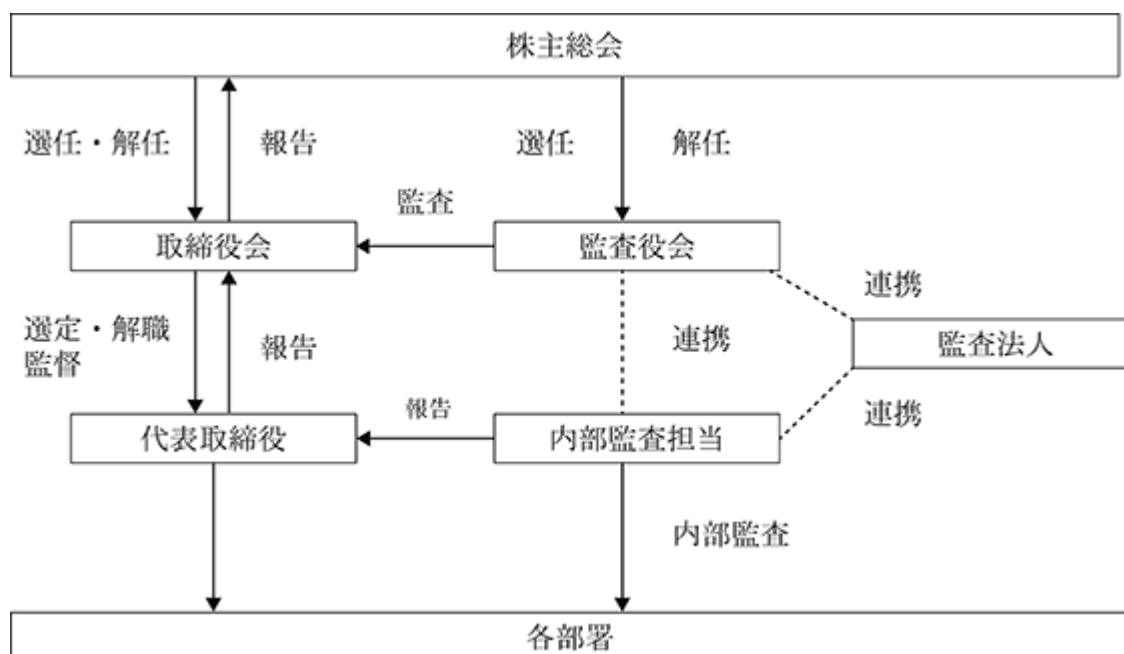 株主総会
選任・解任
報告
選任
解任
監査
取締役会
監査役会
連携
選定・解職
監督
報告
連携
監査法人
報告
連携
代表取締役
内部監査担当
内部監査
各部署